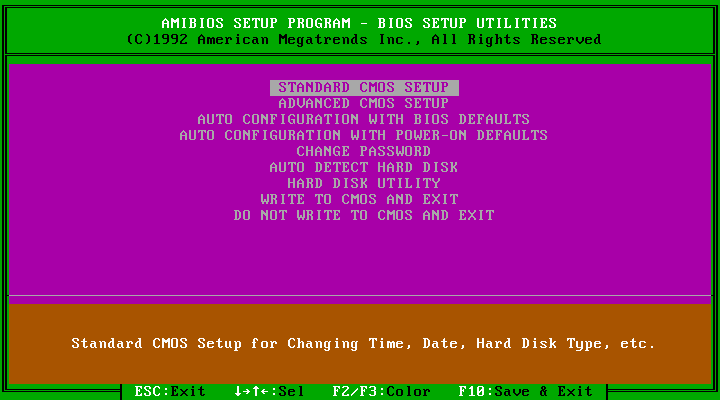 AMIBIOS SETUP PROGRAM - BIOS SETUP UTILITIES
(C)1992 American Megatrends Inc., All Rights Reserved
STANDARD CMOS SETUP
ADVANCED CMOS SETUP
AUTO CONFIGURATION WITH BIOS DEFAULTS
AUTO CONFIGURATION WITH POWER-ON DEFAULTS
CHANGE PASSWORD
AUTO DETECT HARD DISK
HARD DISK UTILITY
WRITE TO CMOS AND EXIT
DO NOT WRITE TO CMOS AND EXIT
Standard CMOS Setup for Changing Time, Date, Hard Disk Type, etc.
ESC:Exit ↓→↑←:Sel F2/F3:Color F10:Save & Exit